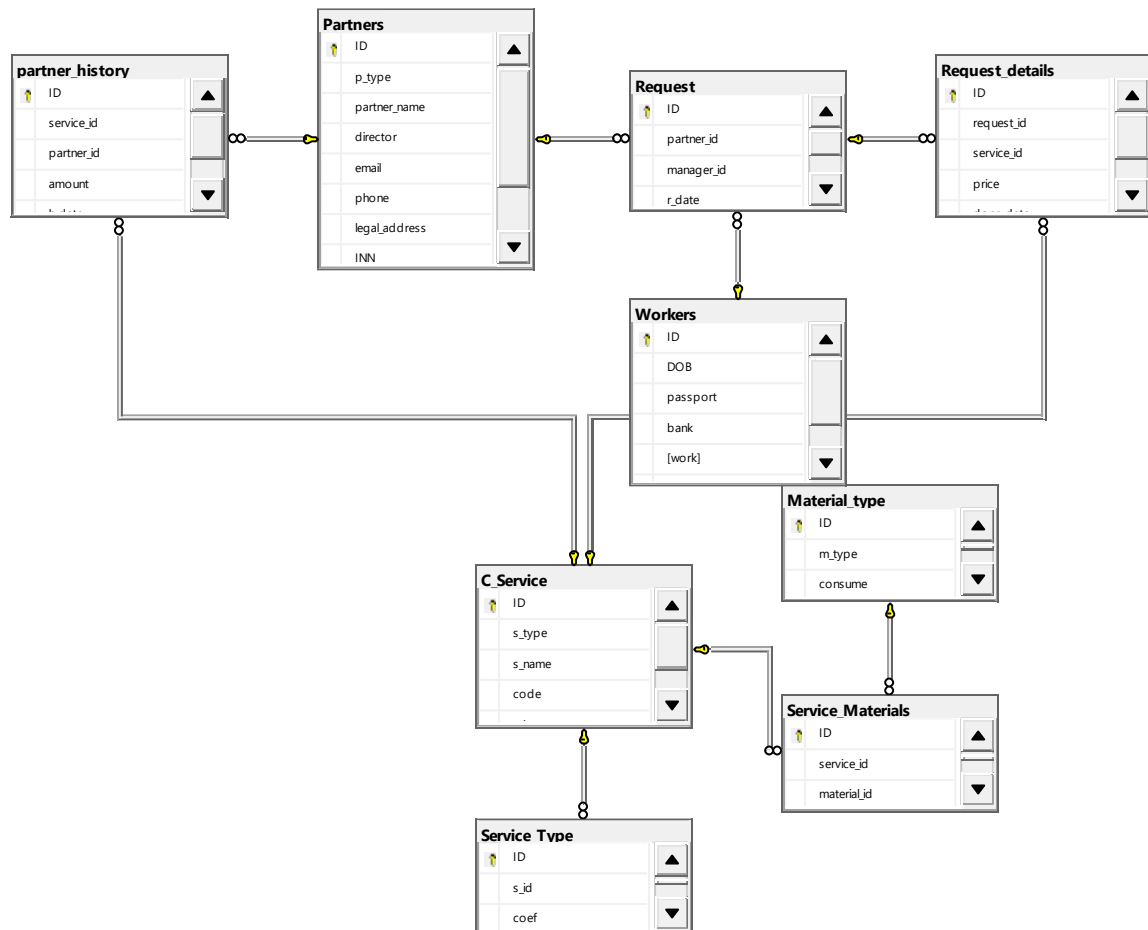 Partners
ID
p_type
partner_name
director
email
phone
legal_address
INN
partner_history
ID
service_id
partner_id
amount
Request
ID
partner_id
manager_id
r_date
Request_details
ID
request_id
service_id
price
Workers
ID
DOB
passport
bank
[work]
Material_type
ID
m_type
consume
C_Service
ID
s_type
s_name
code
Service_Materials
ID
service_id
material_id
Service_Type
ID
s_id
coef